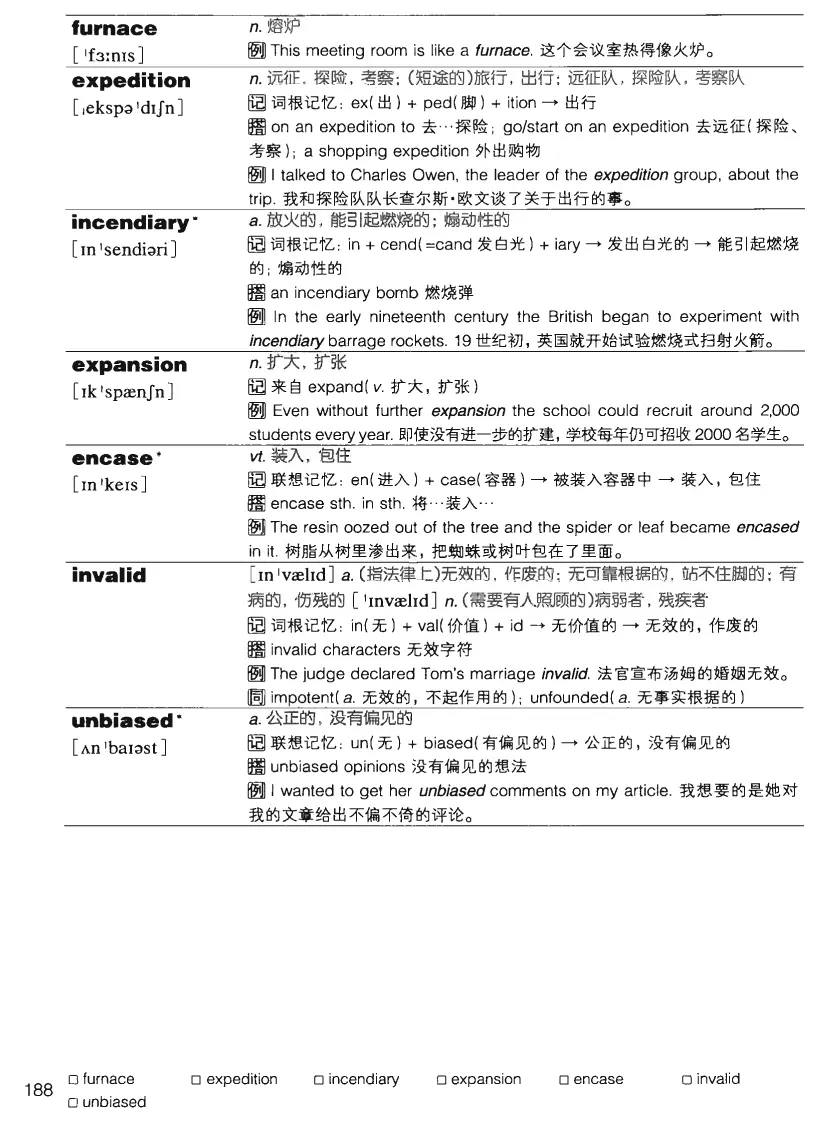 furnace n. 熔炉
[ ˈfɜːnɪs ] 例 This meeting room is like a furnace. 这个会议室热得像火炉。
expedition n. 远征, 探险, 考察; (短途的)旅行, 出行; 远征队, 探险队, 考察队
[ ˌekspəˈdɪʃn ] 记 词根记忆: ex(出) + ped(脚) + ition → 出行
搭 on an expedition to 去…探险; go/start on an expedition 去远征(探险、
考察); a shopping expedition 外出购物
例 I talked to Charles Owen, the leader of the expedition group, about the
trip. 我和探险队队长查尔斯·欧文谈了关于出行的事。
incendiary* a. 放火的, 能引起燃烧的; 煽动性的
[ ɪnˈsendiəri ] 记 词根记忆: in + cend(=cand 发白光) + iary → 发出白光的 → 能引起燃烧
的; 煽动性的
搭 an incendiary bomb 燃烧弹
例 In the early nineteenth century the British began to experiment with
incendiary barrage rockets. 19世纪初, 英国就开始试验燃烧式扫射火箭。
expansion n. 扩大, 扩张
[ ɪkˈspænʃn ] 记 来自 expand( v. 扩大, 扩张)
例 Even without further expansion the school could recruit around 2,000
students every year. 即使没有进一步的扩建, 学校每年仍可招收 2000 名学生。
encase* vt. 装入, 包住
[ ɪnˈkeɪs ] 记 联想记忆: en(进入) + case(容器) → 被装入容器中 → 装入, 包住
搭 encase sth. in sth. 将…装入…
例 The resin oozed out of the tree and the spider or leaf became encased
in it. 树脂从树里渗出来, 把蜘蛛或树叶包在了里面。
invalid [ ɪnˈvælɪd ] a. (指法律上)无效的, 作废的; 无可靠根据的, 站不住脚的; 有
病的, 伤残的 [ ˈɪnvælɪd ] n. (需要有人照顾的)病弱者, 残疾者
记 词根记忆: in(无) + val(价值) + id → 无价值的 → 无效的, 作废的
搭 invalid characters 无效字符
例 The judge declared Tom's marriage invalid. 法官宣布汤姆的婚姻无效。
同 impotent( a. 无效的, 不起作用的); unfounded( a. 无事实根据的)
unbiased* a. 公正的, 没有偏见的
[ ʌnˈbaɪəst ] 记 联想记忆: un(无) + biased(有偏见的) → 公正的, 没有偏见的
搭 unbiased opinions 没有偏见的想法
例 I wanted to get her unbiased comments on my article. 我想要的是她对
我的文章给出不偏不倚的评论。
□ furnace □ expedition □ incendiary □ expansion □ encase □ invalid
188
□ unbiased